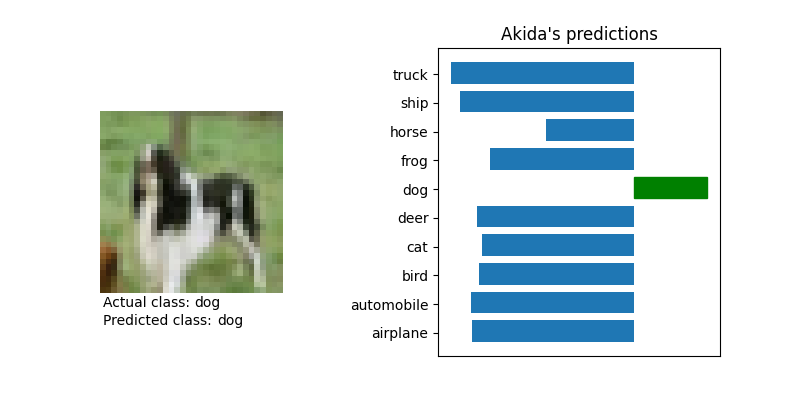 Akida's predictions
truck
ship
horse
frog
dog
deer
cat
bird
automobile
airplane
Actual class: dog
Predicted class: dog